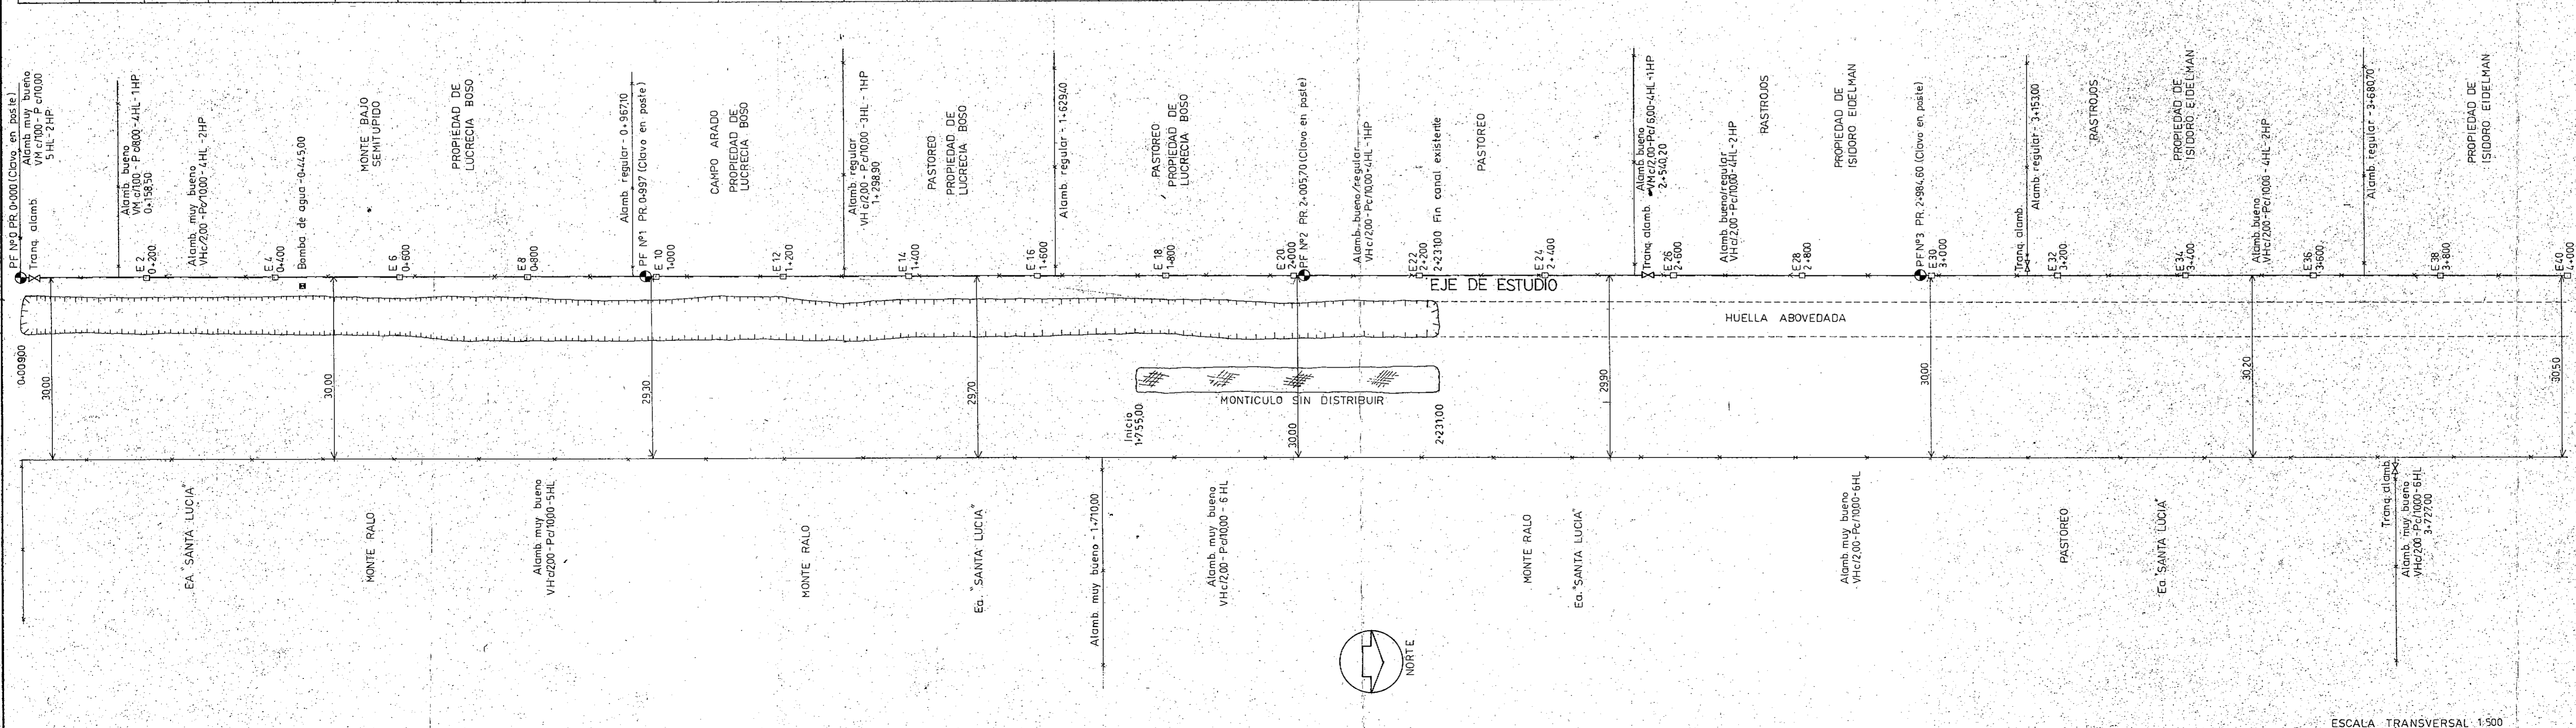 PF Nº0 PR. 0+000 (Clavo en poste)
Tranq. alamb.
Alamb. muy bueno
VH c/1,00 - P c/10,00
5 HL - 2HP
Alamb. bueno
VM c/1,00 - P c/8,00 - 4HL - 1HP
0+158,50
E 2
0+200
Alamb. muy bueno
VHc/2,00 - Pc/10,00 - 4HL - 2HP
E 4
0+400
Bomba de agua - 0+445,00
MONTE BAJO
SEMITUPIDO
E 6
0+600
PROPIEDAD DE
LUCRECIA BOSO
E 8
0+800
Alamb. regular - 0+967,10
PF Nº1 PR. 0+997 (Clavo en poste)
E 10
1+000
CAMPO ARADO
PROPIEDAD DE
LUCRECIA BOSO
E 12
1+200
Alamb. regular
VH c/2,00 - P c/10,00 - 3HL - 1HP
1+298,90
E 14
1+400
PASTOREO
PROPIEDAD DE
LUCRECIA BOSO
E 16
1+600
Alamb. regular - 1+629,40
PASTOREO
PROPIEDAD DE
LUCRECIA BOSO
E 18
1+800
E 20
2+000
PF Nº2 PR. 2+005,70 (Clavo en poste)
Alamb. bueno/regular
VHc/2,00 - Pc/10,00 - 4HL - 1HP
E 22
2+200
2+231,00 Fin canal existente
PASTOREO
E 24
2+400
Tranq. alamb.
Alamb. bueno
VMc/2,00 - Pc/6,00 - 4HL - 1HP
2+540,20
E 26
2+600
Alamb. bueno/regular
VHc/2,00 - Pc/10,00 - 4HL - 2HP
RASTROJOS
E 28
2+800
PROPIEDAD DE
ISIDORO EIDELMAN
PF Nº3 PR. 2+984,60 (Clavo en poste)
E 30
3+000
Tranq. alamb.
Alamb. regular - 3+153,00
E 32
3+200
RASTROJOS
E 34
3+400
PROPIEDAD DE
ISIDORO EIDELMAN
Alamb. bueno
VHc/2,00 - Pc/10,00 - 4HL - 2HP
E 36
3+600
Alamb. regular - 3+680,70
E 38
3+800
PROPIEDAD DE
ISIDORO EIDELMAN
E 40
4+000
EJE DE ESTUDIO
HUELLA ABOVEDADA
0+009,00
30,00
30,00
29,30
29,70
Inicio
1+755,00
MONTICULO SIN DISTRIBUIR
30,00
2+231,00
29,90
30,00
30,20
30,50
EA. "SANTA LUCIA"
MONTE RALO
Alamb. muy bueno
VHc/2,00 - Pc/10,00 - 5HL
MONTE RALO
Ea. "SANTA LUCIA"
Alamb. muy bueno - 1+710,00
Alamb. muy bueno
VHc/2,00 - Pc/10,00 - 6 HL
NORTE
MONTE RALO
Ea. "SANTA LUCIA"
Alamb. muy bueno
VHc/2,00 - Pc/10,00 - 6HL
PASTOREO
Ea. "SANTA LUCIA"
Tranq. alamb.
Alamb. muy bueno
VHc/2,00 - Pc/10,00 - 6HL
3+727,00
ESCALA TRANSVERSAL 1:500